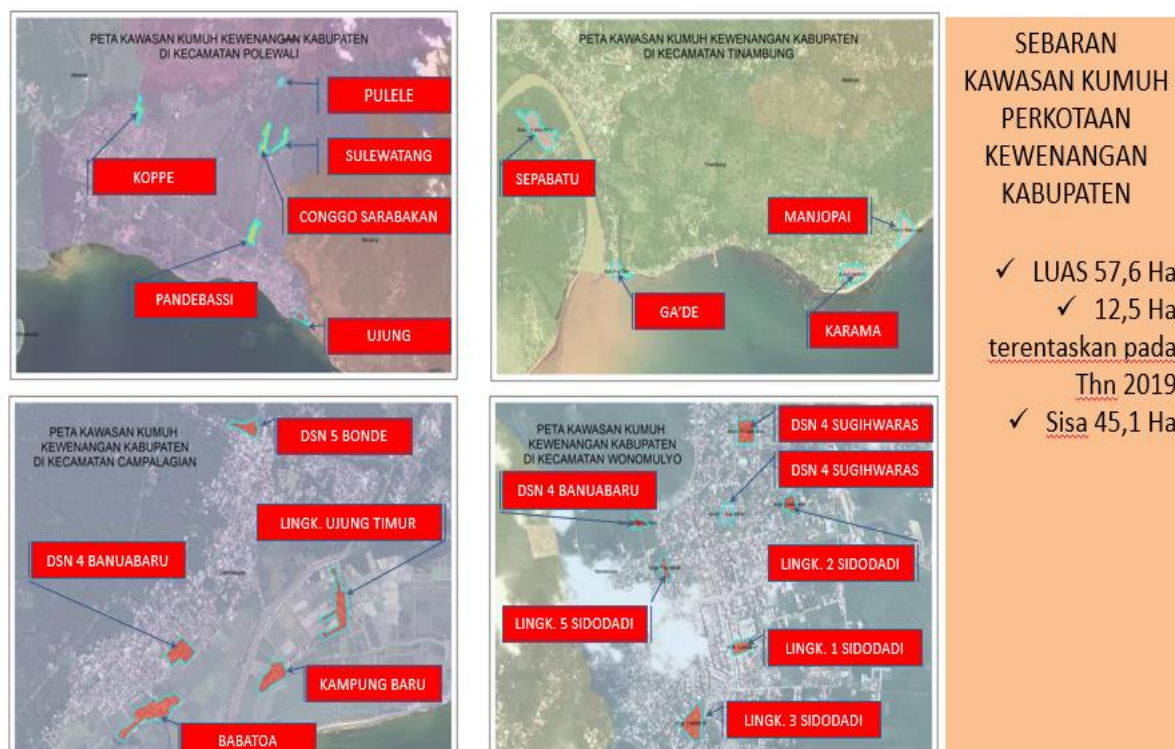 PETA KAWASAN KUMUH KEWENANGAN KABUPATEN
DI KECAMATAN POLEWALI
PULELE
SULEWATANG
KOPPE
CONGGO SARABAKAN
PANDEBASSI
UJUNG
PETA KAWASAN KUMUH KEWENANGAN KABUPATEN
DI KECAMATAN TINAMBUNG
SEPABATU
MANJOPAI
GA'DE
KARAMA
SEBARAN
KAWASAN KUMUH
PERKOTAAN
KEWENANGAN
KABUPATEN
✓ LUAS 57,6 Ha
✓ 12,5 Ha
terentaskan pada
Thn 2019
✓ Sisa 45,1 Ha
PETA KAWASAN KUMUH
KEWENANGAN KABUPATEN
DI KECAMATAN CAMPALAGIAN
DSN 5 BONDE
LINGK. UJUNG TIMUR
DSN 4 BANUABARU
KAMPUNG BARU
BABATOA
PETA KAWASAN KUMUH
KEWENANGAN KABUPATEN
DI KECAMATAN WONOMULYO
DSN 4 SUGIHWARAS
DSN 4 SUGIHWARAS
DSN 4 BANUABARU
LINGK. 2 SIDODADI
LINGK. 5 SIDODADI
LINGK. 1 SIDODADI
LINGK. 3 SIDODADI